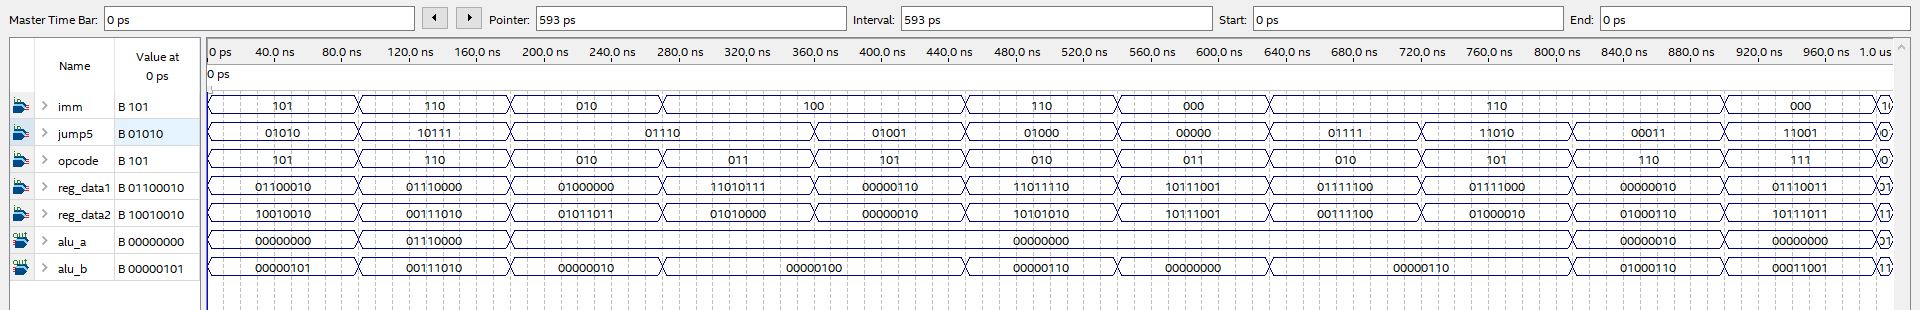 Master Time Bar: 0 ps Pointer: 593 ps Interval: 593 ps Start: 0 ps End: 0 ps
Name Value at 0 ps
0 ps 40.0 ns 80.0 ns 120.0 ns 160.0 ns 200.0 ns 240.0 ns 280.0 ns 320.0 ns 360.0 ns 400.0 ns 440.0 ns 480.0 ns 520.0 ns 560.0 ns 600.0 ns 640.0 ns 680.0 ns 720.0 ns 760.0 ns 800.0 ns 840.0 ns 880.0 ns 920.0 ns 960.0 ns 1.0 us
0 ps
in imm B 101 101 110 010 100 110 000 110 000
in jump5 B 01010 01010 10111 01110 01001 01000 00000 01111 11010 00011 11001
in opcode B 101 101 110 010 011 101 010 011 010 101 110 111
in reg_data1 B 01100010 01100010 01110000 01000000 11010111 00000110 11011110 10111001 01111100 01111000 00000010 01110011
in reg_data2 B 10010010 10010010 00111010 01011011 01010000 00000010 10101010 10111001 00111100 01000010 01000110 10111011
out alu_a B 00000000 00000000 01110000 00000000 00000010 00000000
out alu_b B 00000101 00000101 00111010 00000010 00000100 00000110 00000000 00000110 01000110 00011001